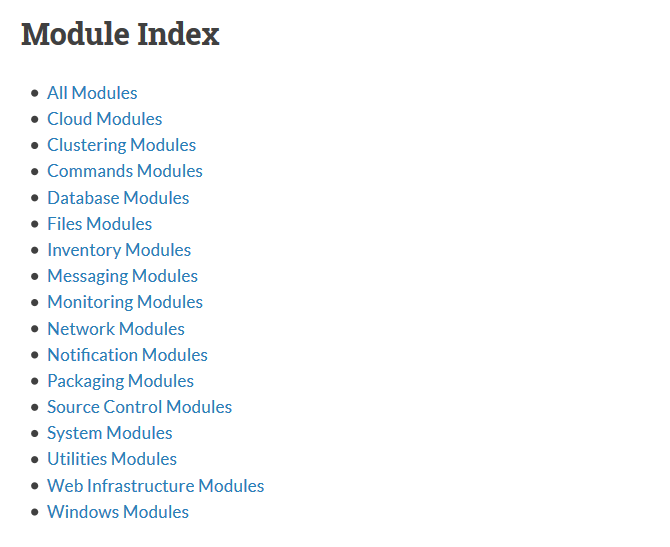 Module Index
All Modules
Cloud Modules
Clustering Modules
Commands Modules
Database Modules
Files Modules
Inventory Modules
Messaging Modules
Monitoring Modules
Network Modules
Notification Modules
Packaging Modules
Source Control Modules
System Modules
Utilities Modules
Web Infrastructure Modules
Windows Modules